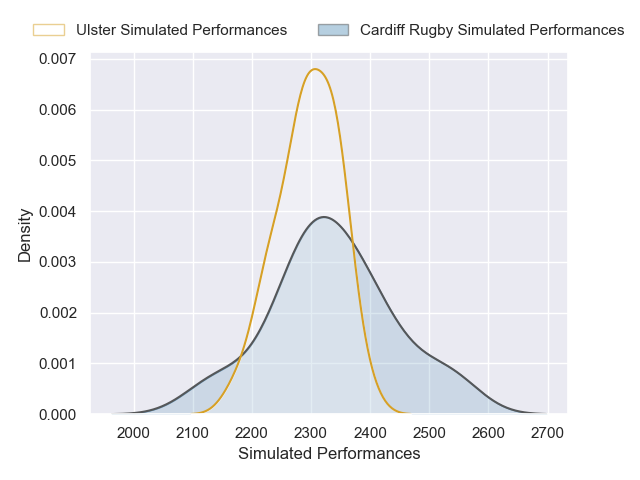 Ulster Simulated Performances Cardiff Rugby Simulated Performances
0.007
0.006
0.005
0.004
0.003
0.002
0.001
0.000
Density
2000 2100 2200 2300 2400 2500 2600 2700
Simulated Performances